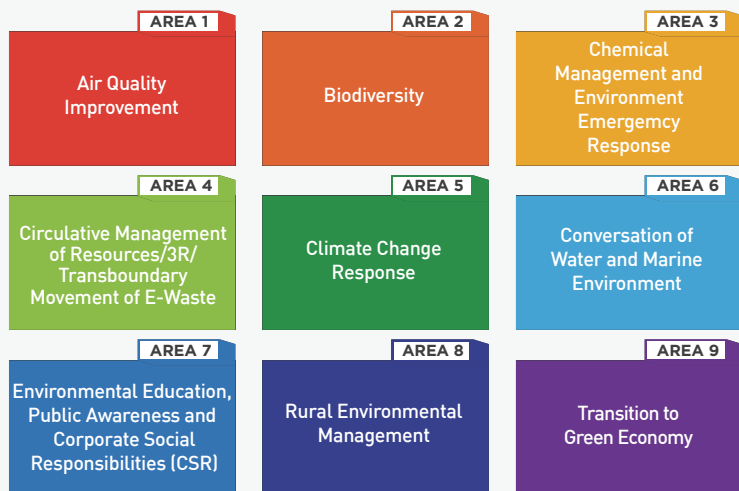 AREA 1
Air Quality
Improvement
AREA 2
Biodiversity
AREA 3
Chemical
Management and
Environment
Emergemcy
Response
AREA 4
Circulative Management
of Resources/3R/
Transboundary
Movement of E-Waste
AREA 5
Climate Change
Response
AREA 6
Conversation of
Water and Marine
Environment
AREA 7
Environmental Education,
Public Awareness and
Corporate Social
Responsibilities (CSR)
AREA 8
Rural Environmental
Management
AREA 9
Transition to
Green Economy